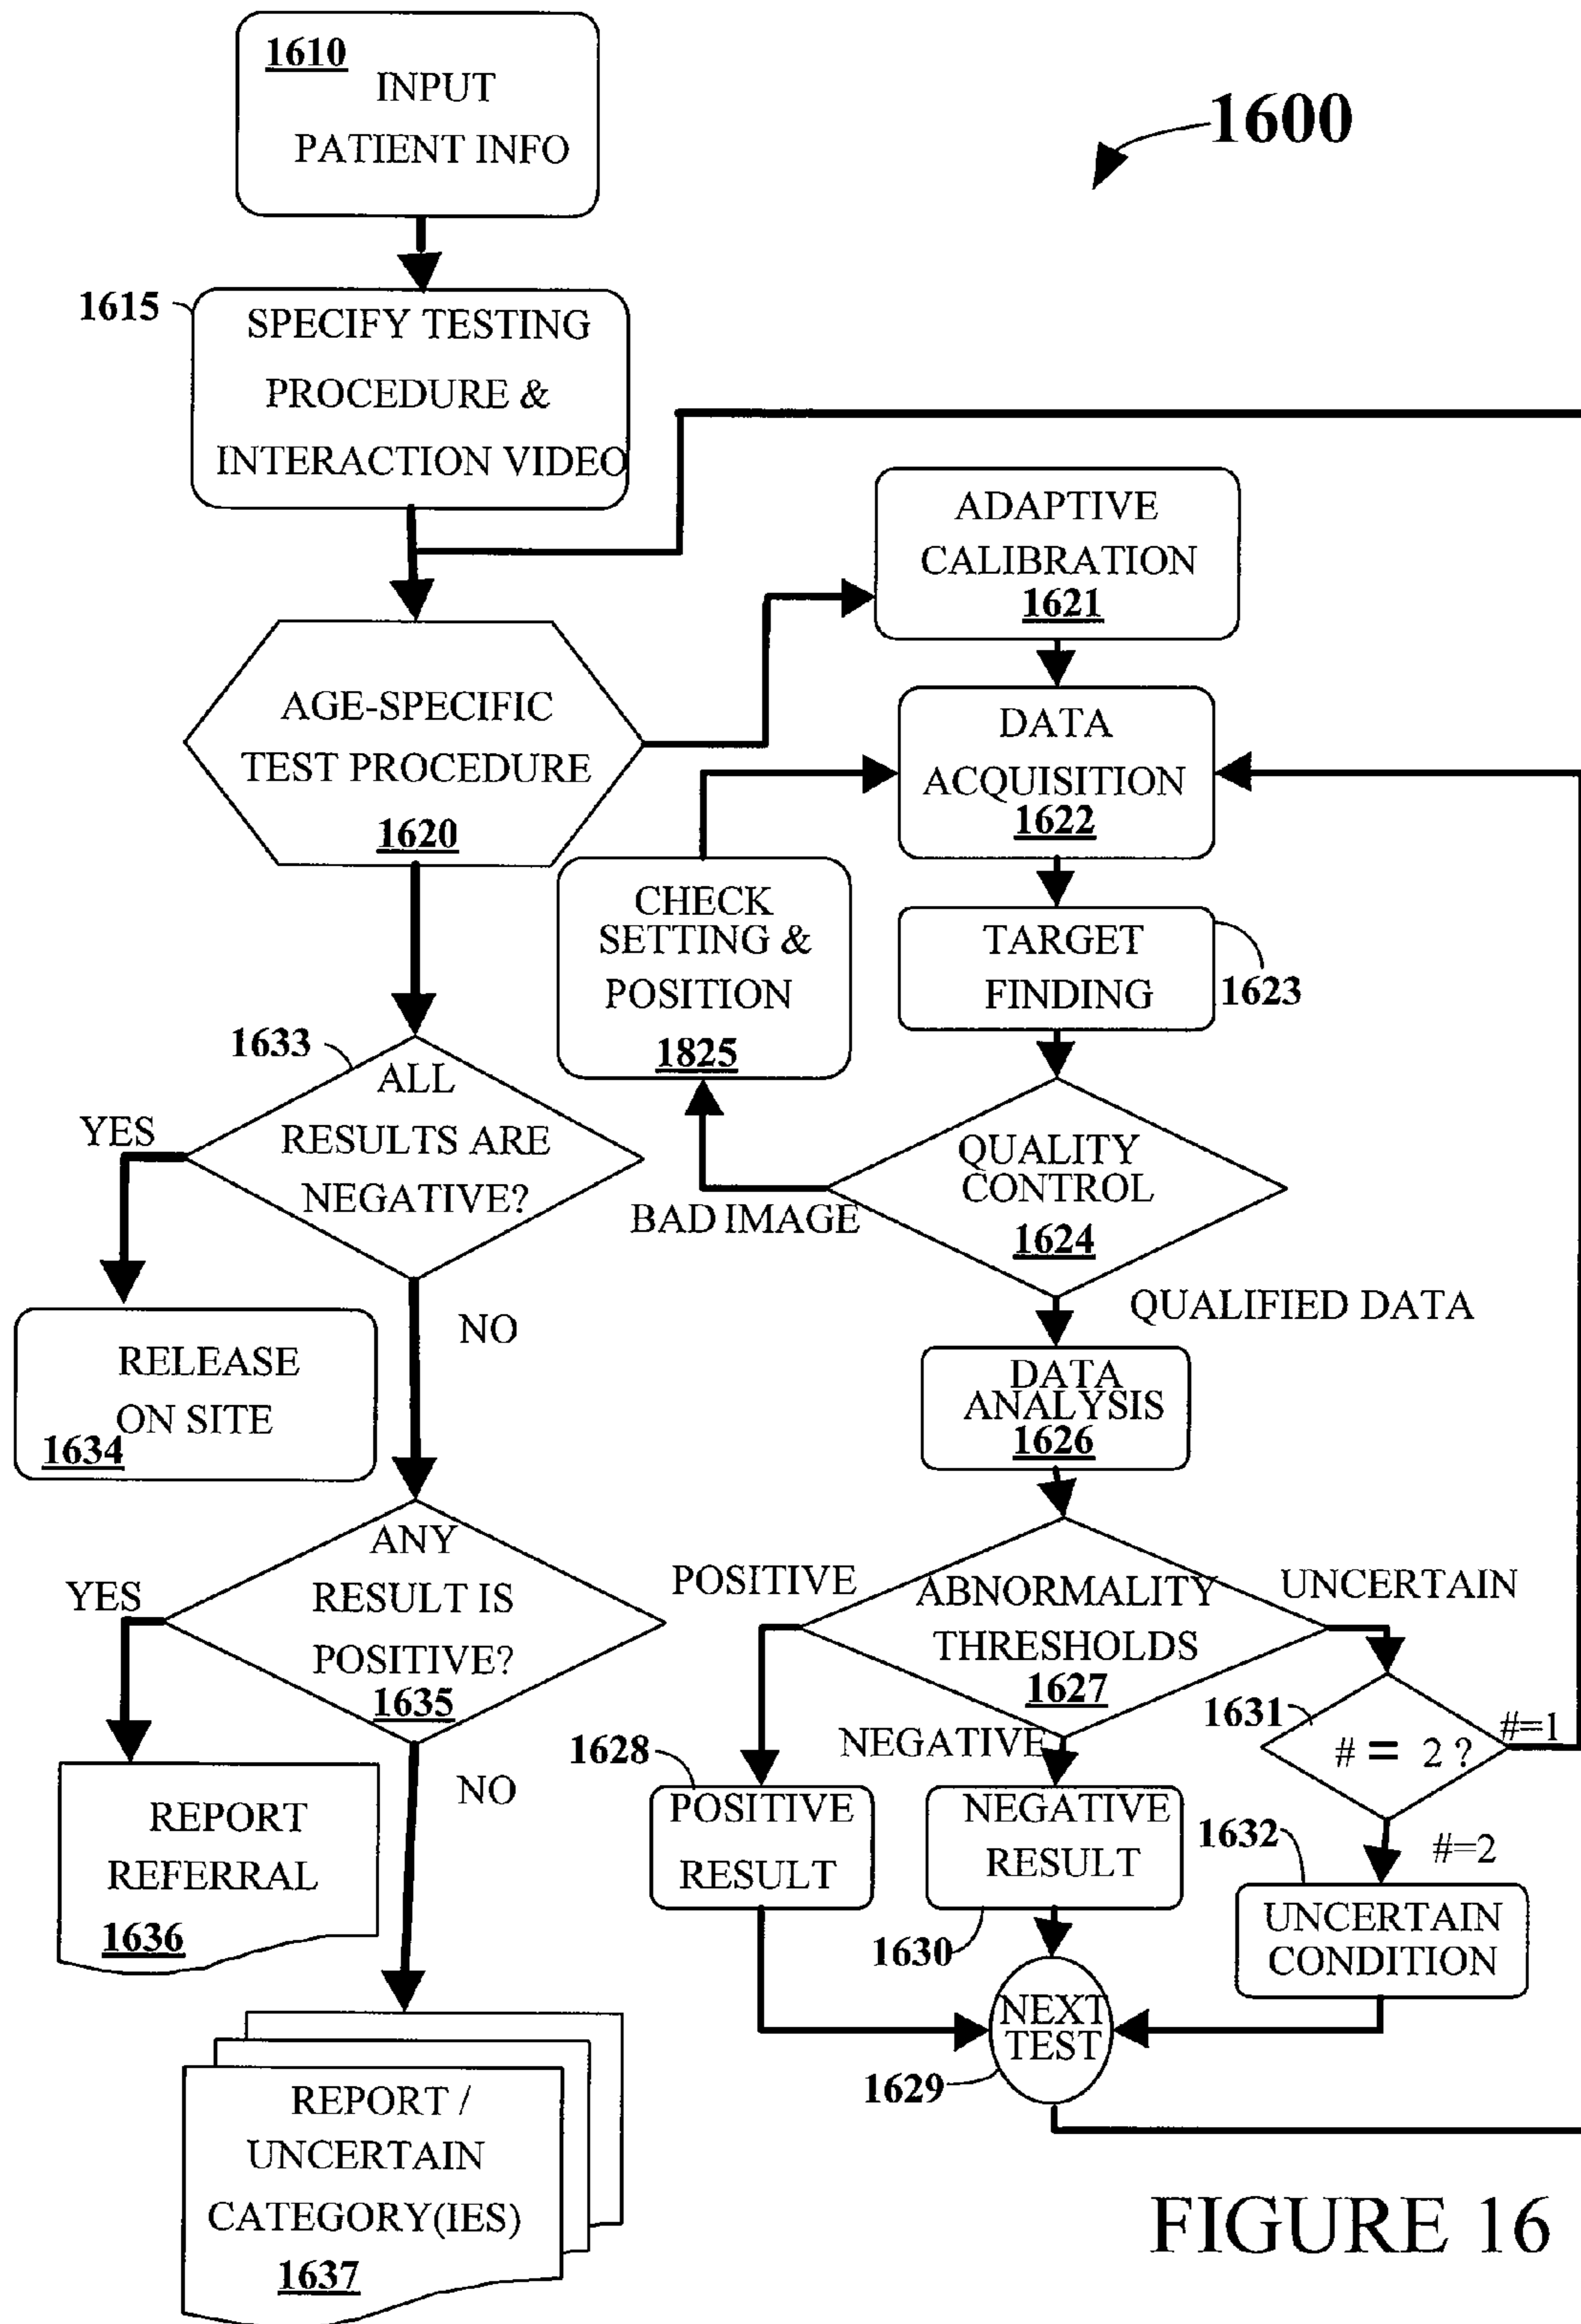 1610
INPUT
PATIENT INFO
1600
1615
SPECIFY TESTING
PROCEDURE &
INTERACTION VIDEO
ADAPTIVE
CALIBRATION
1621
AGE-SPECIFIC
TEST PROCEDURE
1620
DATA
ACQUISITION
1622
CHECK
SETTING &
POSITION
1825
TARGET
FINDING
1623
1633
ALL
RESULTS ARE
NEGATIVE?
YES
NO
QUALITY
CONTROL
1624
BAD IMAGE
QUALIFIED DATA
RELEASE
ON SITE
1634
DATA
ANALYSIS
1626
ANY
RESULT IS
POSITIVE?
1635
YES
NO
POSITIVE
ABNORMALITY
THRESHOLDS
1627
UNCERTAIN
NEGATIVE
1631
# = 2 ?
#=1
#=2
1628
POSITIVE
RESULT
NEGATIVE
RESULT
1630
1632
UNCERTAIN
CONDITION
REPORT
REFERRAL
1636
NEXT
TEST
1629
REPORT /
UNCERTAIN
CATEGORY(IES)
1637
FIGURE 16